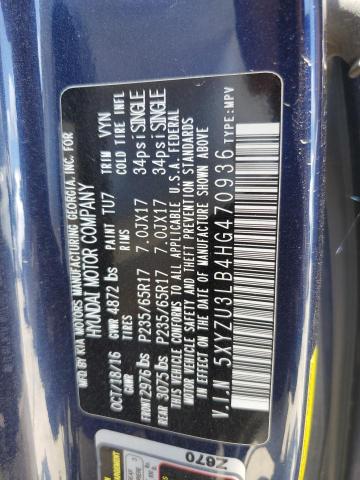 MFD BY KIA MOTORS MANUFACTURING GEORGIA, INC. FOR
HYUNDAI MOTOR COMPANY
OCT/18/16 GVWR 4872 lbs PAINT TU7 TRIM VYN
GAWR TIRES RIMS COLD TIRE INFL
FRONT 2976 lbs P235/65R17 7.0JX17 34psi SINGLE
REAR 3075 lbs P235/65R17 7.0JX17 34psi SINGLE
THIS VEHICLE CONFORMS TO ALL APPLICABLE U.S.A. FEDERAL
MOTOR VEHICLE SAFETY STANDARDS IN EFFECT ON THE
DATE OF MANUFACTURE SHOWN ABOVE.
V.I.N 5XYZU3LB4HG470936 TYPE:MPV
Z670